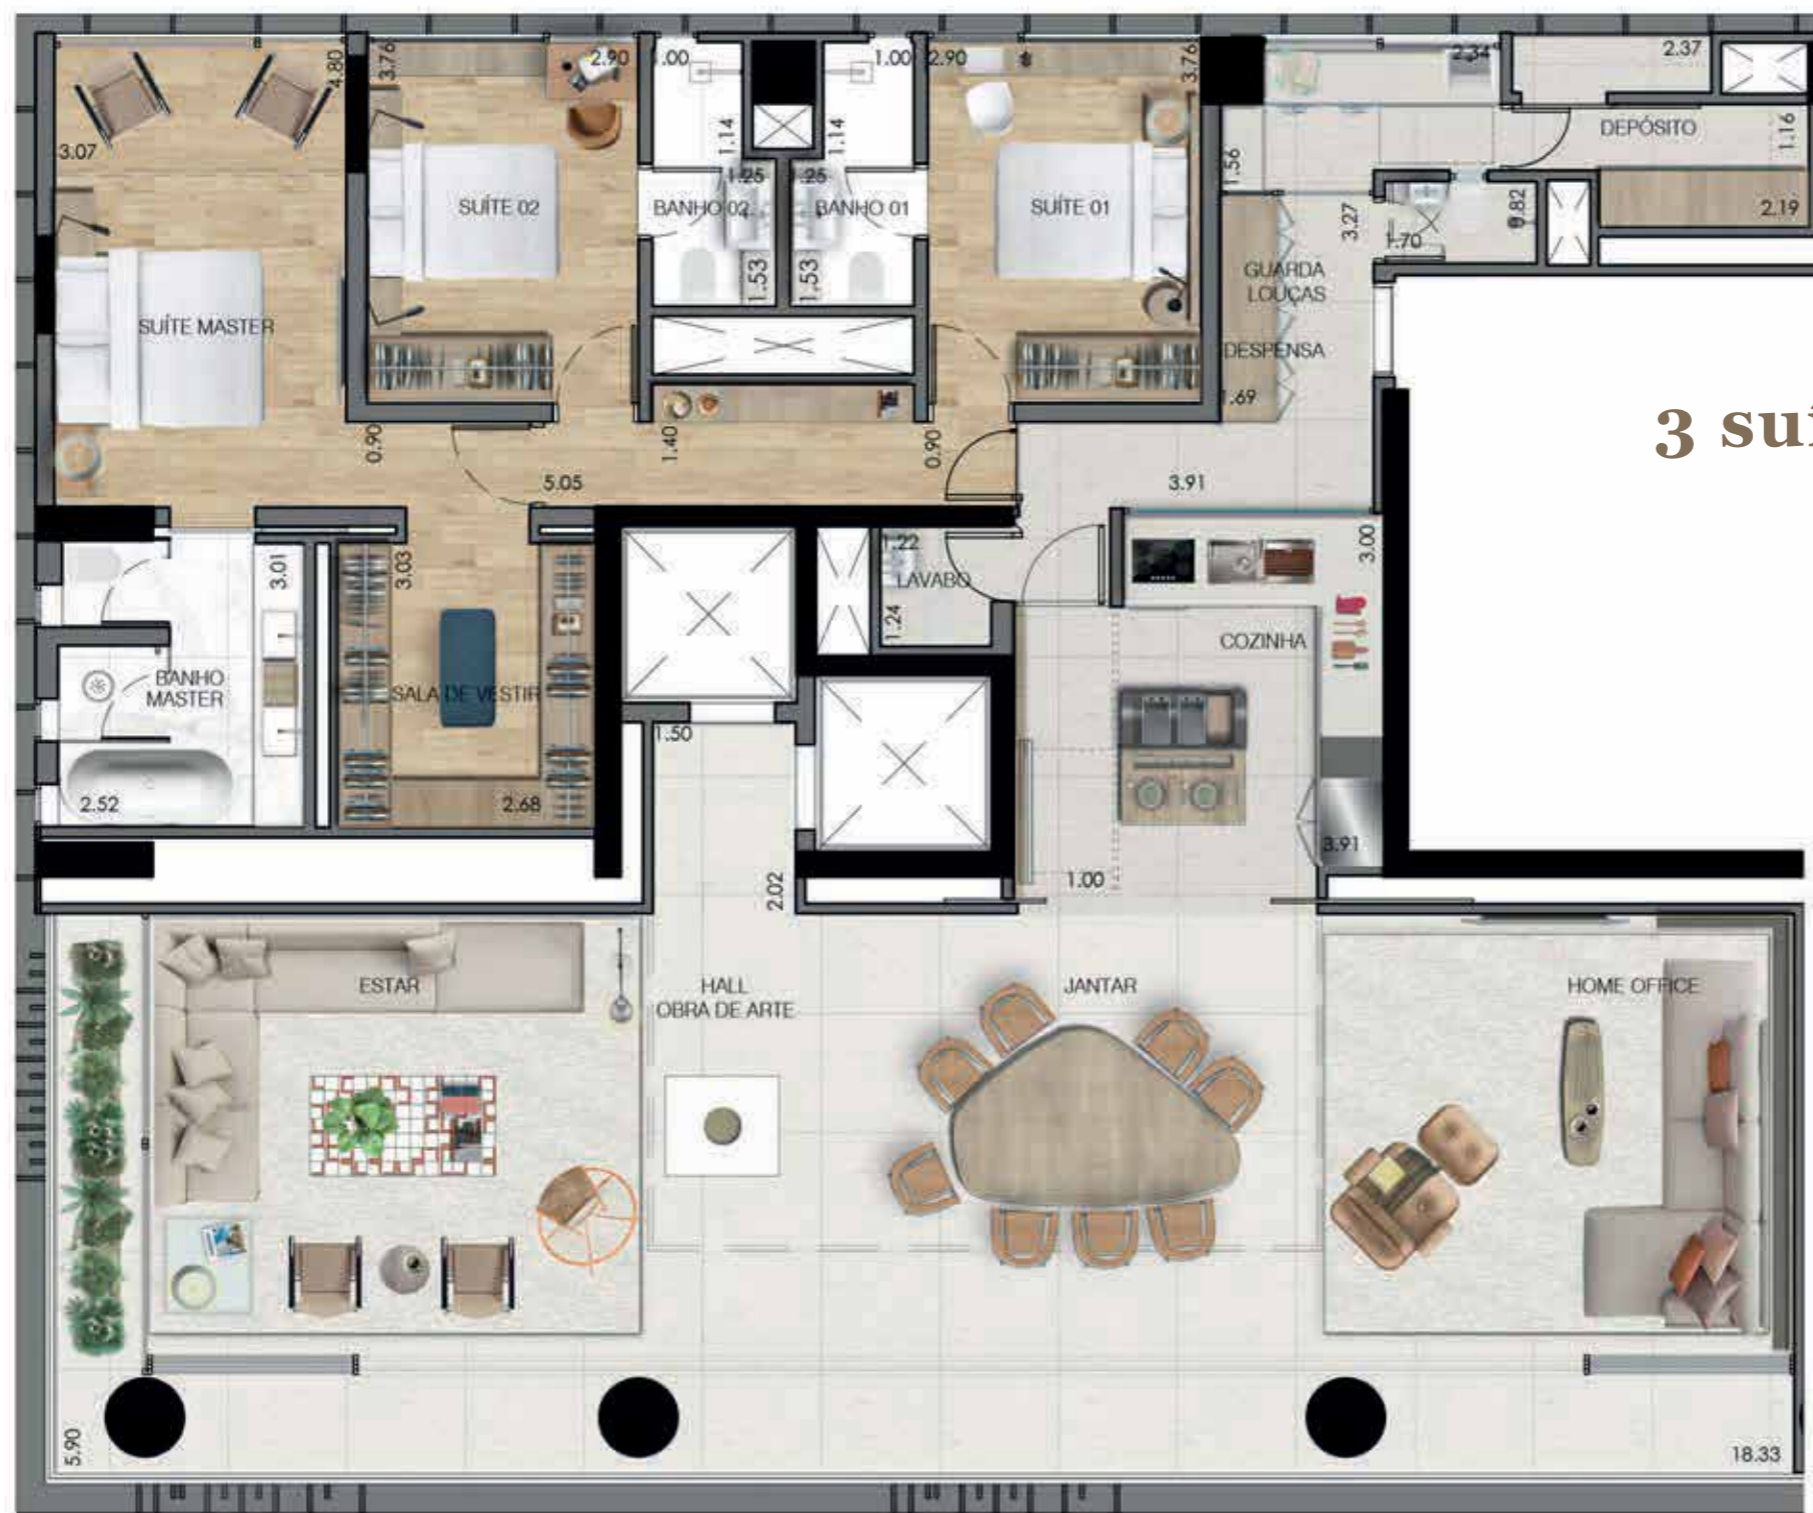 4.80
3.76
2.90
1.00
1.00
2.90
3.76
2.34
2.37
3.07
1.14
1.14
1.56
DEPÓSITO
1.16
1.25
1.25
SUÍTE 02
BANHO 02
BANHO 01
SUÍTE 01
3.27
0.82
2.19
1.70
1.53
1.53
GUARDA
LOUÇAS
SUÍTE MASTER
DESPENSA
1.69
3 suí
0.90
1.40
0.90
5.05
3.91
3.01
3.03
1.22
LAVABO
1.24
3.00
COZINHA
BANHO
MASTER
SALA DE VESTIR
1.50
2.52
2.68
3.91
2.02
1.00
ESTAR
HALL
OBRA DE ARTE
JANTAR
HOME OFFICE
5.90
18.33